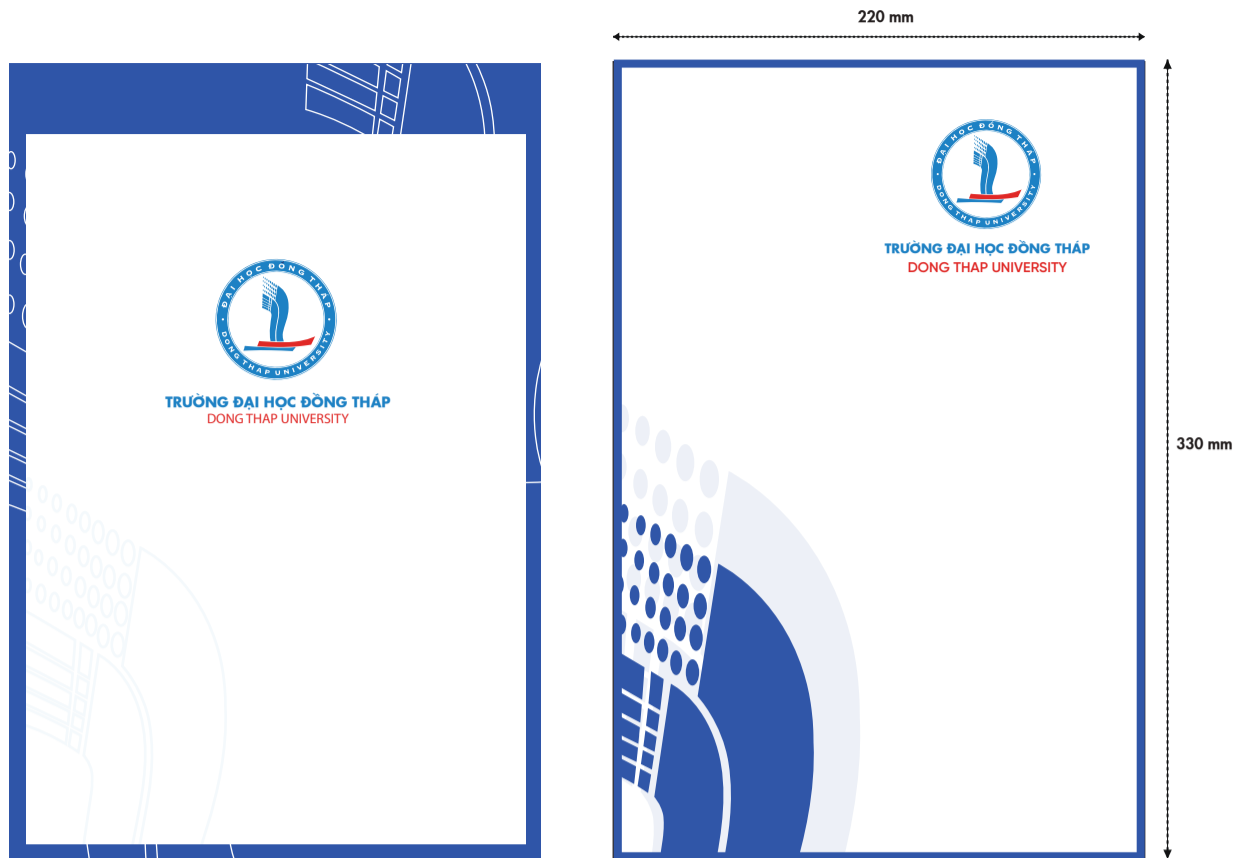 220 mm
ĐẠI HỌC ĐỒNG THÁP
DONG THAP UNIVERSITY
TRƯỜNG ĐẠI HỌC ĐỒNG THÁP
DONG THAP UNIVERSITY
ĐẠI HỌC ĐỒNG THÁP
DONG THAP UNIVERSITY
TRƯỜNG ĐẠI HỌC ĐỒNG THÁP
DONG THAP UNIVERSITY
330 mm